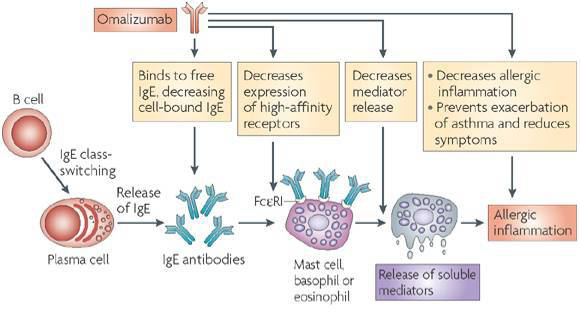 Omalizumab
Binds to free
IgE, decreasing
cell-bound IgE
Decreases
expression
of high-affinity
receptors
Decreases
mediator
release
• Decreases allergic
inflammation
• Prevents exacerbation
of asthma and reduces
symptoms
B cell
IgE class-
switching
Release
of IgE
FcεRI
Plasma cell
IgE antibodies
Mast cell,
basophil or
eosinophil
Release of soluble
mediators
Allergic
inflammation